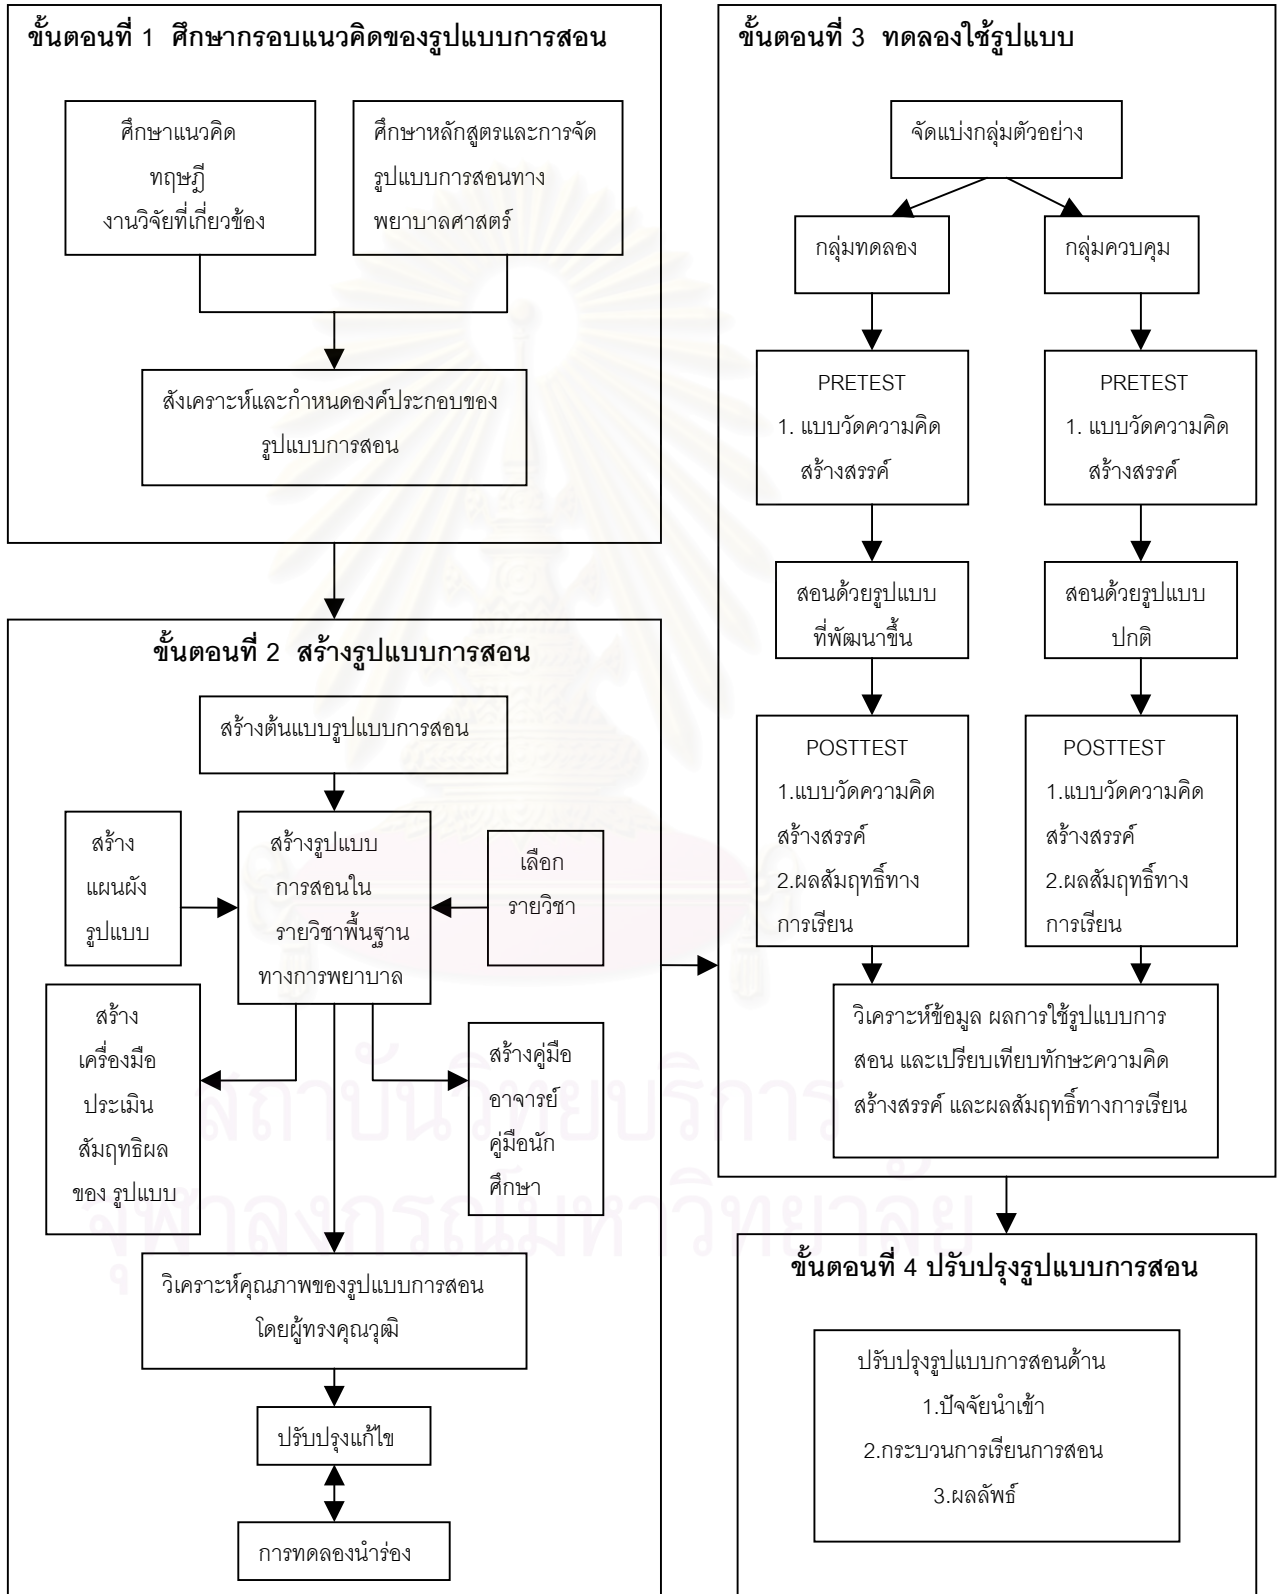 ขั้นตอนที่ 1 ศึกษากรอบแนวคิดของรูปแบบการสอน
ศึกษาแนวคิด
ทฤษฎี
งานวิจัยที่เกี่ยวข้อง
ศึกษาหลักสูตรและการจัด
รูปแบบการสอนทาง
พยาบาลศาสตร์
สังเคราะห์และกำหนดองค์ประกอบของ
รูปแบบการสอน
ขั้นตอนที่ 2 สร้างรูปแบบการสอน
สร้างต้นแบบรูปแบบการสอน
สร้าง
แผนผัง
รูปแบบ
สร้างรูปแบบ
การสอนใน
รายวิชาพื้นฐาน
ทางการพยาบาล
เลือก
รายวิชา
สร้าง
เครื่องมือ
ประเมิน
สัมฤทธิผล
ของ รูปแบบ
สร้างคู่มือ
อาจารย์
คู่มือนัก
ศึกษา
วิเคราะห์คุณภาพของรูปแบบการสอน
โดยผู้ทรงคุณวุฒิ
ปรับปรุงแก้ไข
การทดลองนำร่อง
ขั้นตอนที่ 3 ทดลองใช้รูปแบบ
จัดแบ่งกลุ่มตัวอย่าง
กลุ่มทดลอง
กลุ่มควบคุม
PRETEST
1. แบบวัดความคิด
สร้างสรรค์
PRETEST
1. แบบวัดความคิด
สร้างสรรค์
สอนด้วยรูปแบบ
ที่พัฒนาขึ้น
สอนด้วยรูปแบบ
ปกติ
POSTTEST
1.แบบวัดความคิด
สร้างสรรค์
2.ผลสัมฤทธิ์ทาง
การเรียน
POSTTEST
1.แบบวัดความคิด
สร้างสรรค์
2.ผลสัมฤทธิ์ทาง
การเรียน
วิเคราะห์ข้อมูล ผลการใช้รูปแบบการ
สอน และเปรียบเทียบทักษะความคิด
สร้างสรรค์ และผลสัมฤทธิ์ทางการเรียน
ขั้นตอนที่ 4 ปรับปรุงรูปแบบการสอน
ปรับปรุงรูปแบบการสอนด้าน
1.ปัจจัยนำเข้า
2.กระบวนการเรียนการสอน
3.ผลลัพธ์
สถาบันวิทยบริการ
จุฬาลงกรณ์มหาวิทยาลัย